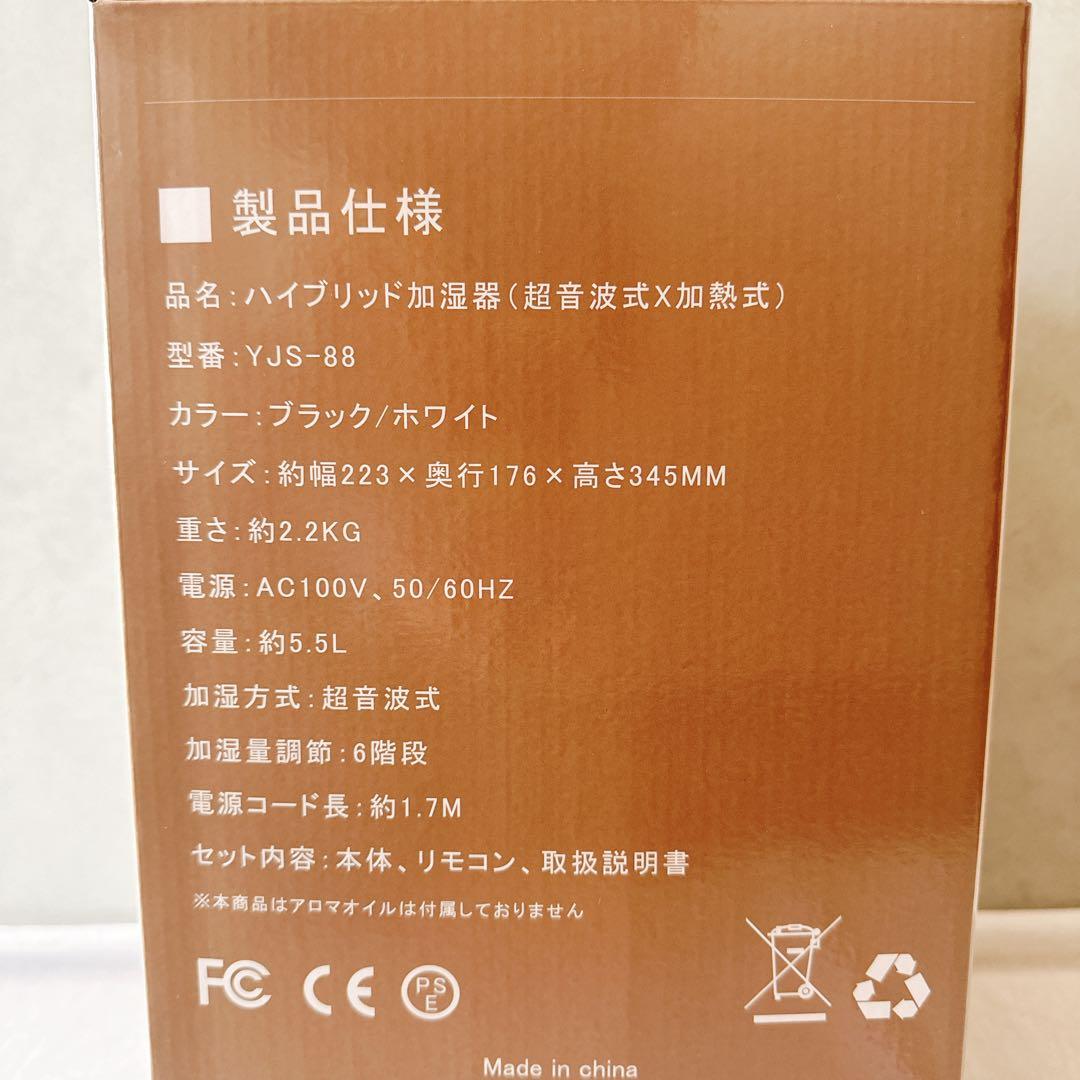 製品仕様
品名:ハイブリッド加湿器(超音波式X加熱式)
型番:YJS-88
カラー:ブラック/ホワイト
サイズ:約幅223×奥行176×高さ345MM
重さ:約2.2KG
電源:AC100V、50/60HZ
容量:約5.5L
加湿方式:超音波式
加湿量調節:6階段
電源コード長:約1.7M
セット内容:本体、リモコン、取扱説明書
※本商品はアロマオイルは付属しておりません
FC CE PSE
Made in china